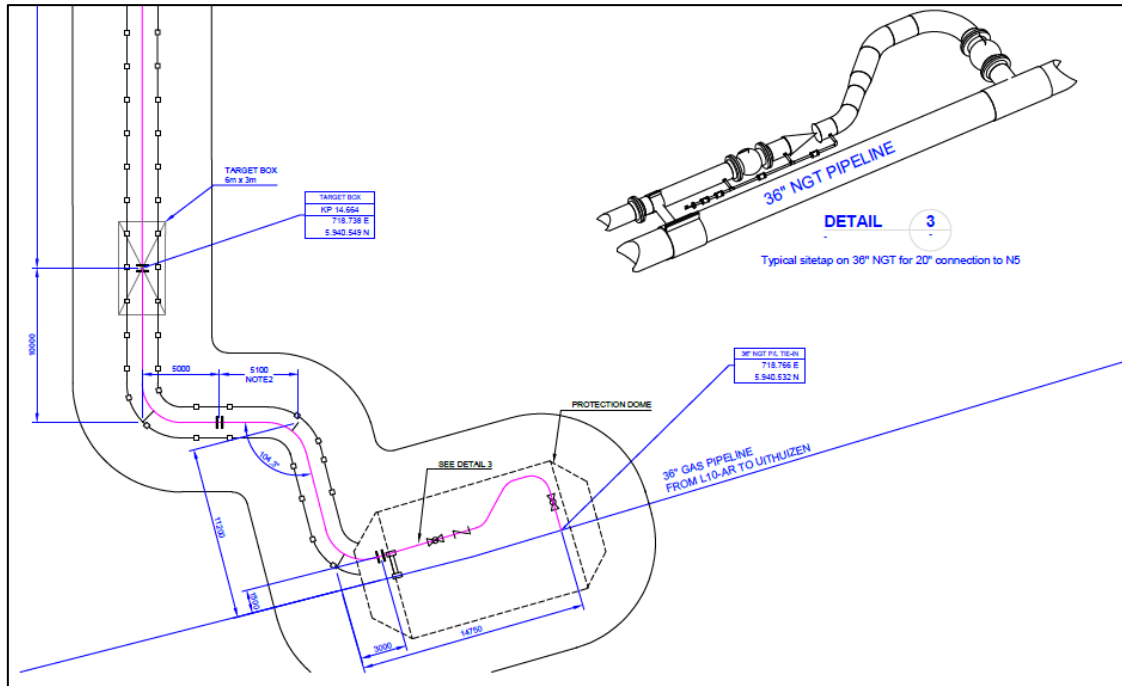 TARGET BOX
6m x 3m
TARGET BOX
KP 14.664
718.738 E
5.940.549 N
36" NGT PIPELINE
DETAIL 3
-
-
Typical sitetap on 36" NGT for 20" connection to N5
10000
5000
5100
NOTE2
36" NGT P/L TIE-IN
718.766 E
5.940.532 N
PROTECTION DOME
104.3°
SEE DETAIL 3
36" GAS PIPELINE
FROM L10-AR TO UITHUIZEN
11200
1500
3000
14750